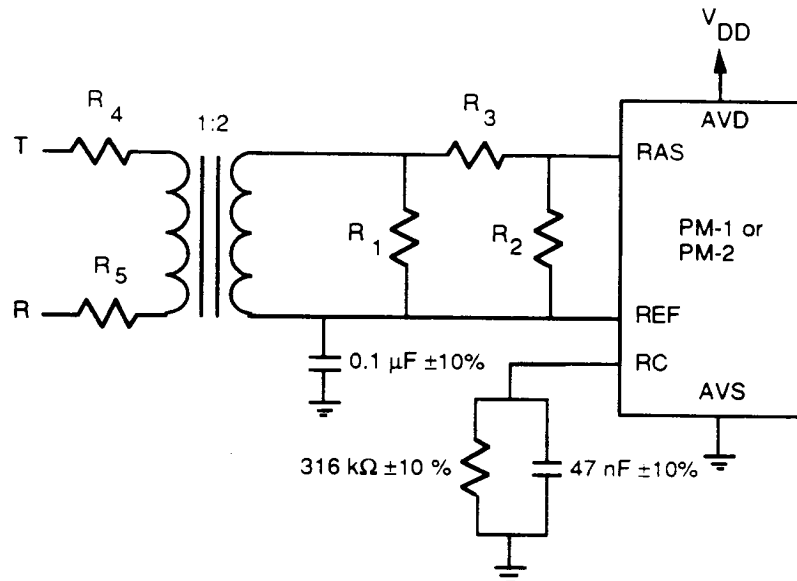 V DD
R 4
1:2
R 3
T
AVD
RAS
R 1
R 2
PM-1 or
PM-2
R 5
R
REF
0.1 µF ±10%
RC
AVS
316 kΩ ±10 %
47 nF ±10%